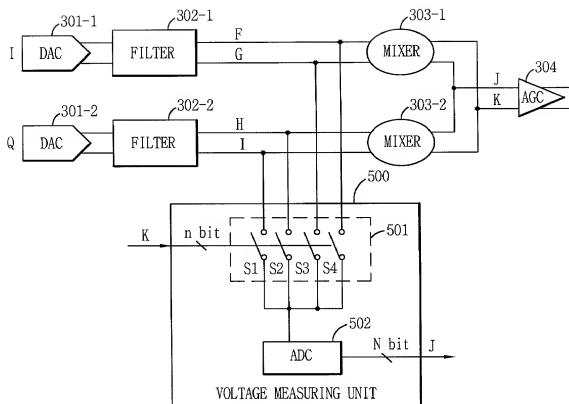 301-1
302-1
303-1
I
DAC
FILTER
F
G
MIXER
304
J
K
AGC
301-2
302-2
303-2
Q
DAC
FILTER
H
I
MIXER
500
501
K
n bit
S1
S2
S3
S4
502
ADC
N bit
J
VOLTAGE MEASURING UNIT